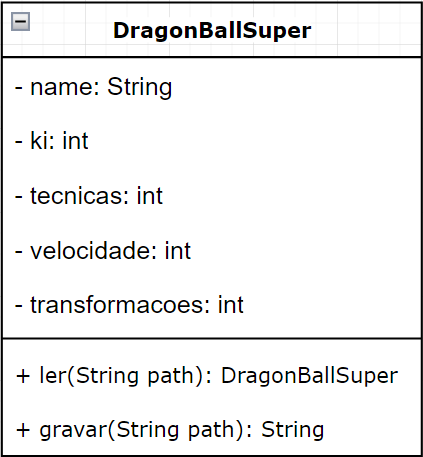 DragonBallSuper
- name: String
- ki: int
- tecnicas: int
- velocidade: int
- transformacoes: int
+ ler(String path): DragonBallSuper
+ gravar(String path): String